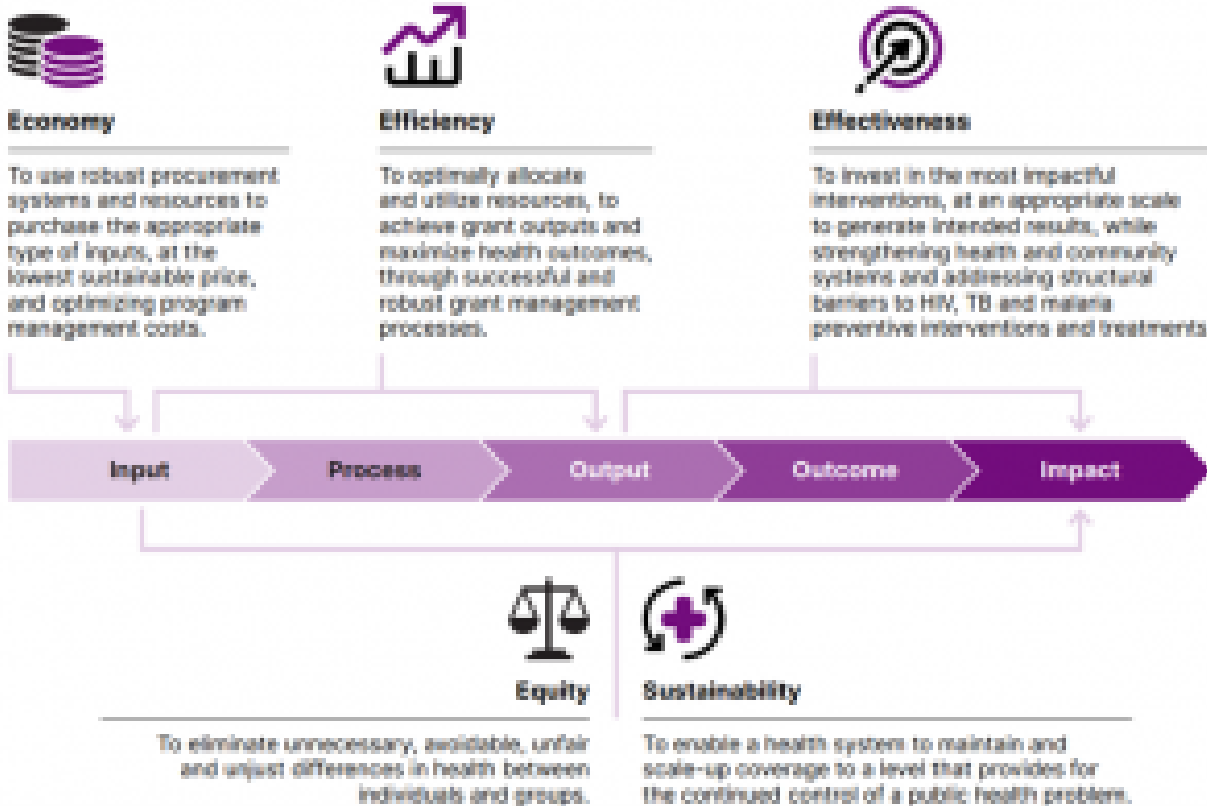 Economy
To use robust procurement
systems and resources to
purchase the appropriate
type of inputs, at the
lowest sustainable price,
and optimizing program
management costs.
Efficiency
To optimally allocate
and utilize resources, to
achieve grant outputs and
maximize health outcomes,
through successful and
robust grant management
processes.
Effectiveness
To invest in the most impactful
interventions, at an appropriate scale
to generate intended results, while
strengthening health and community
systems and addressing structural
barriers to HIV, TB and malaria
preventive interventions and treatments
Input
Process
Output
Outcome
Impact
Equity
To eliminate unnecessary, avoidable, unfair
and unjust differences in health between
individuals and groups.
Sustainability
To enable a health system to maintain and
scale-up coverage to a level that provides for
the continued control of a public health problem.